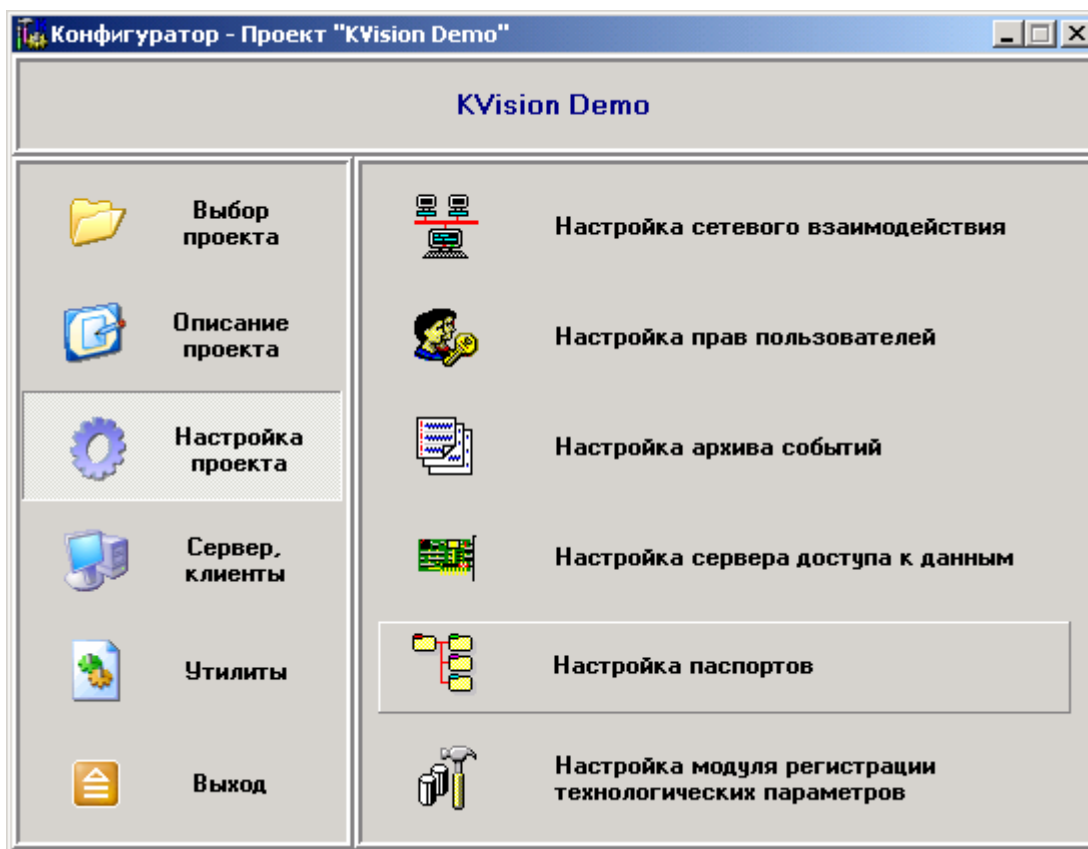 Конфигуратор - Проект "KVision Demo"
KVision Demo
Выбор
проекта
Описание
проекта
Настройка
проекта
Сервер,
клиенты
Утилиты
Выход
Настройка сетевого взаимодействия
Настройка прав пользователей
Настройка архива событий
Настройка сервера доступа к данным
Настройка паспортов
Настройка модуля регистрации
технологических параметров